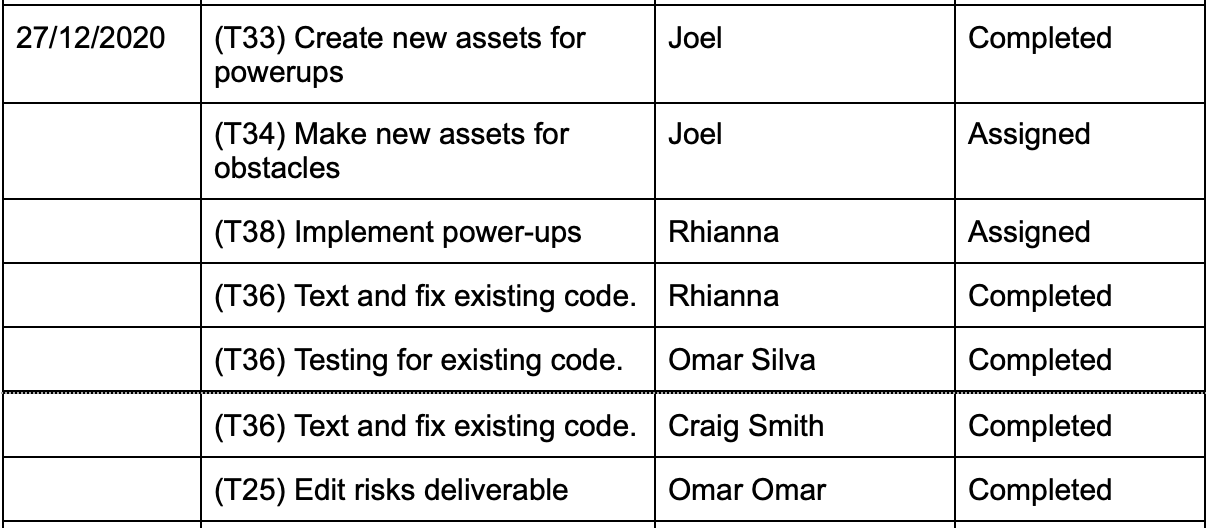 27/12/2020 (T33) Create new assets for Joel Completed
powerups
(T34) Make new assets for Joel Assigned
obstacles
(T38) Implement power-ups Rhianna Assigned
(T36) Text and fix existing code. Rhianna Completed
(T36) Testing for existing code. Omar Silva Completed
(T36) Text and fix existing code. Craig Smith Completed
(T25) Edit risks deliverable Omar Omar Completed